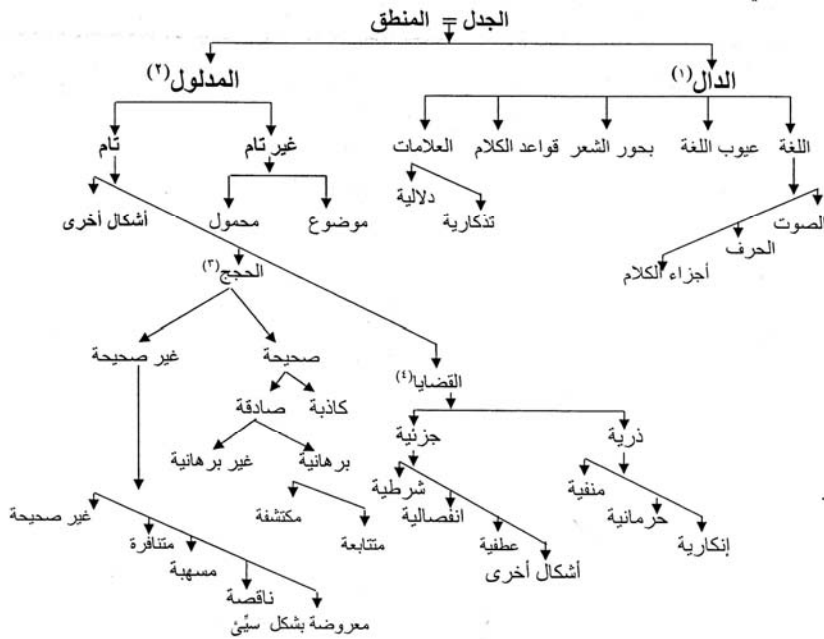 الجدل = المنطق
الدال (١)
المدلول (٢)
اللغة
عيوب اللغة
بحور الشعر
قواعد الكلام
العلامات
غير تام
تام
دلالية
تذكارية
موضوع
محمول
أشكال أخرى
الصوت
الحرف
أجزاء الكلام
الحجج (٣)
صحيحة
غير صحيحة
القضايا (٤)
كاذبة
صادقة
ذرية
جزئية
برهانية
غير برهانية
منفية
حرمانية
إنكارية
شرطية
انفصالية
عطفية
أشكال أخرى
مكتشفة
متتابعة
غير صحيحة
متنافرة
مسهبة
ناقصة
معروضة بشكل سيِّئ